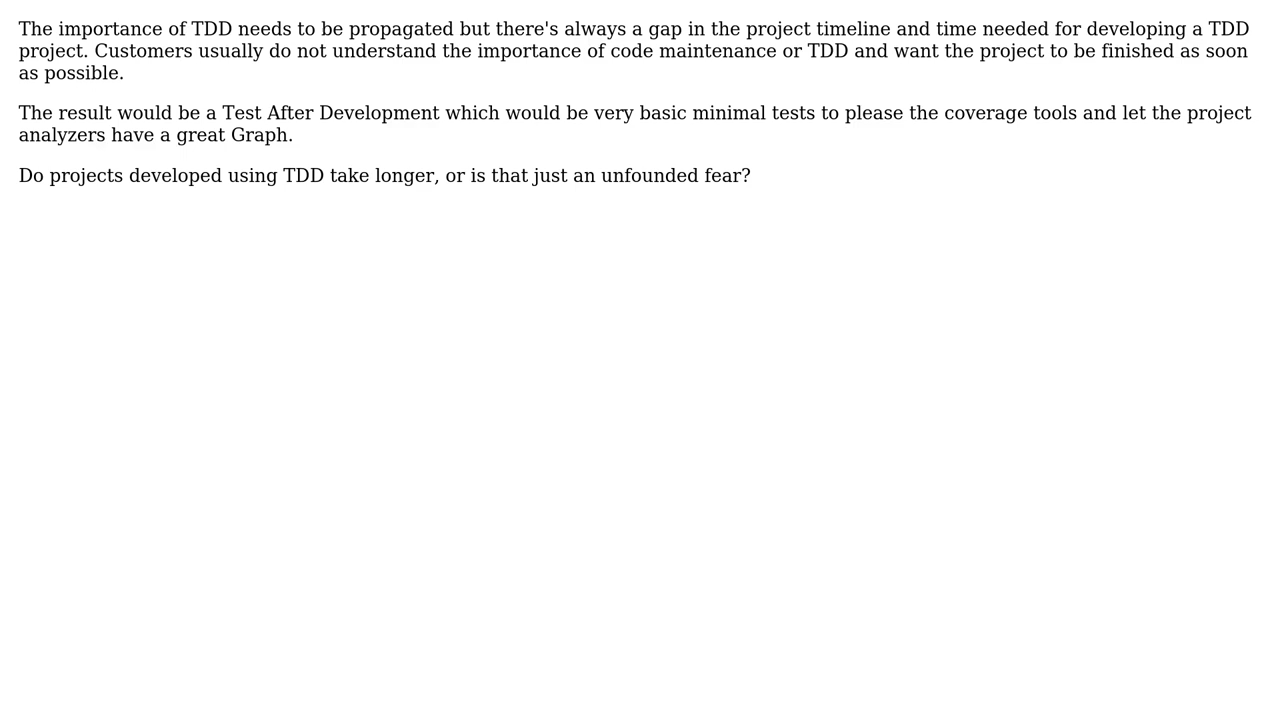 The importance of TDD needs to be propagated but there's always a gap in the project timeline and time needed for developing a TDD
project. Customers usually do not understand the importance of code maintenance or TDD and want the project to be finished as soon
as possible.
The result would be a Test After Development which would be very basic minimal tests to please the coverage tools and let the project
analyzers have a great Graph.
Do projects developed using TDD take longer, or is that just an unfounded fear?